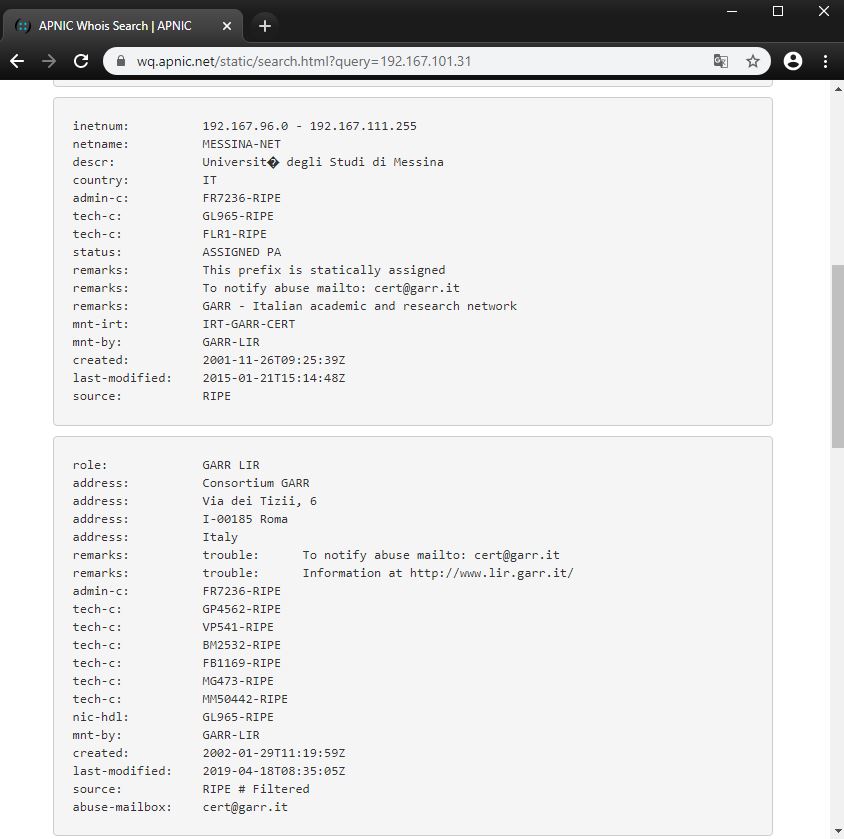 APNIC Whois Search | APNIC
wq.apnic.net/static/search.html?query=192.167.101.31
inetnum: 192.167.96.0 - 192.167.111.255
netname: MESSINA-NET
descr: Universit� degli Studi di Messina
country: IT
admin-c: FR7236-RIPE
tech-c: GL965-RIPE
tech-c: FLR1-RIPE
status: ASSIGNED PA
remarks: This prefix is statically assigned
remarks: To notify abuse mailto: cert@garr.it
remarks: GARR - Italian academic and research network
mnt-irt: IRT-GARR-CERT
mnt-by: GARR-LIR
created: 2001-11-26T09:25:39Z
last-modified: 2015-01-21T15:14:48Z
source: RIPE
role: GARR LIR
address: Consortium GARR
address: Via dei Tizii, 6
address: I-00185 Roma
address: Italy
remarks: trouble: To notify abuse mailto: cert@garr.it
remarks: trouble: Information at http://www.lir.garr.it/
admin-c: FR7236-RIPE
tech-c: GP4562-RIPE
tech-c: VP541-RIPE
tech-c: BM2532-RIPE
tech-c: FB1169-RIPE
tech-c: MG473-RIPE
tech-c: MM50442-RIPE
nic-hdl: GL965-RIPE
mnt-by: GARR-LIR
created: 2002-01-29T11:19:59Z
last-modified: 2019-04-18T08:35:05Z
source: RIPE # Filtered
abuse-mailbox: cert@garr.it